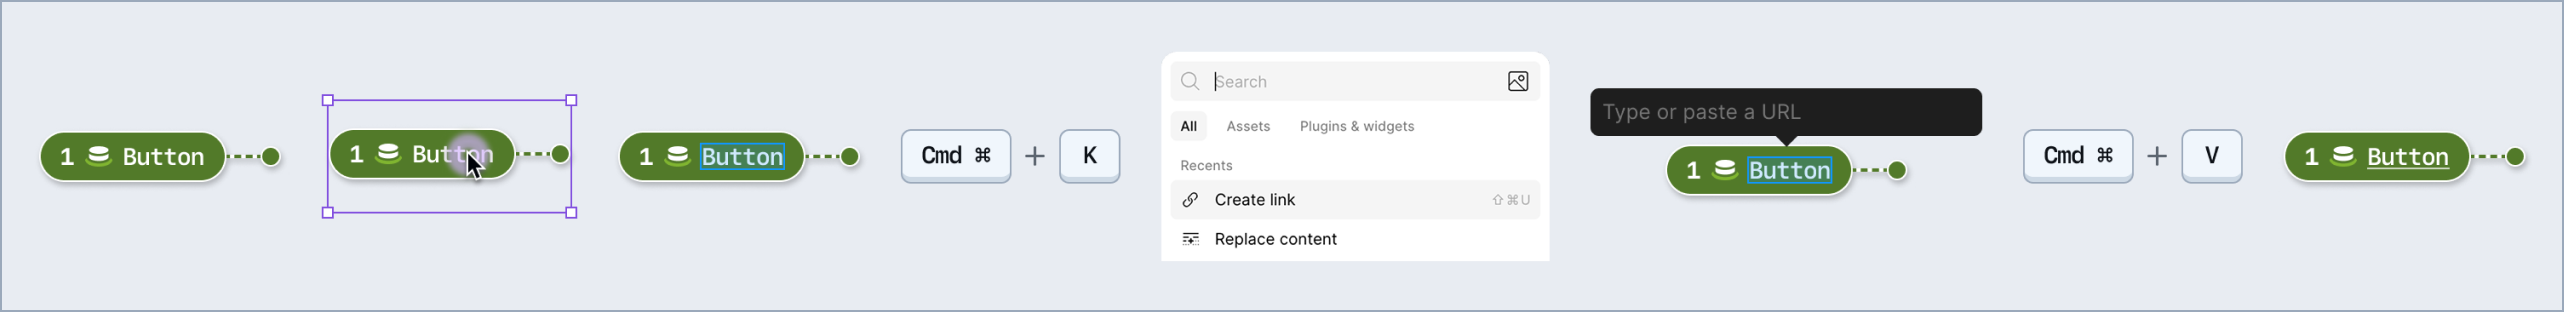 1 Button
1 Button
1 Button
Cmd ⌘ + K
Search
All Assets Plugins & widgets
Recents
Create link ⇧⌘U
Replace content
Type or paste a URL
1 Button
Cmd ⌘ + V
1 Button